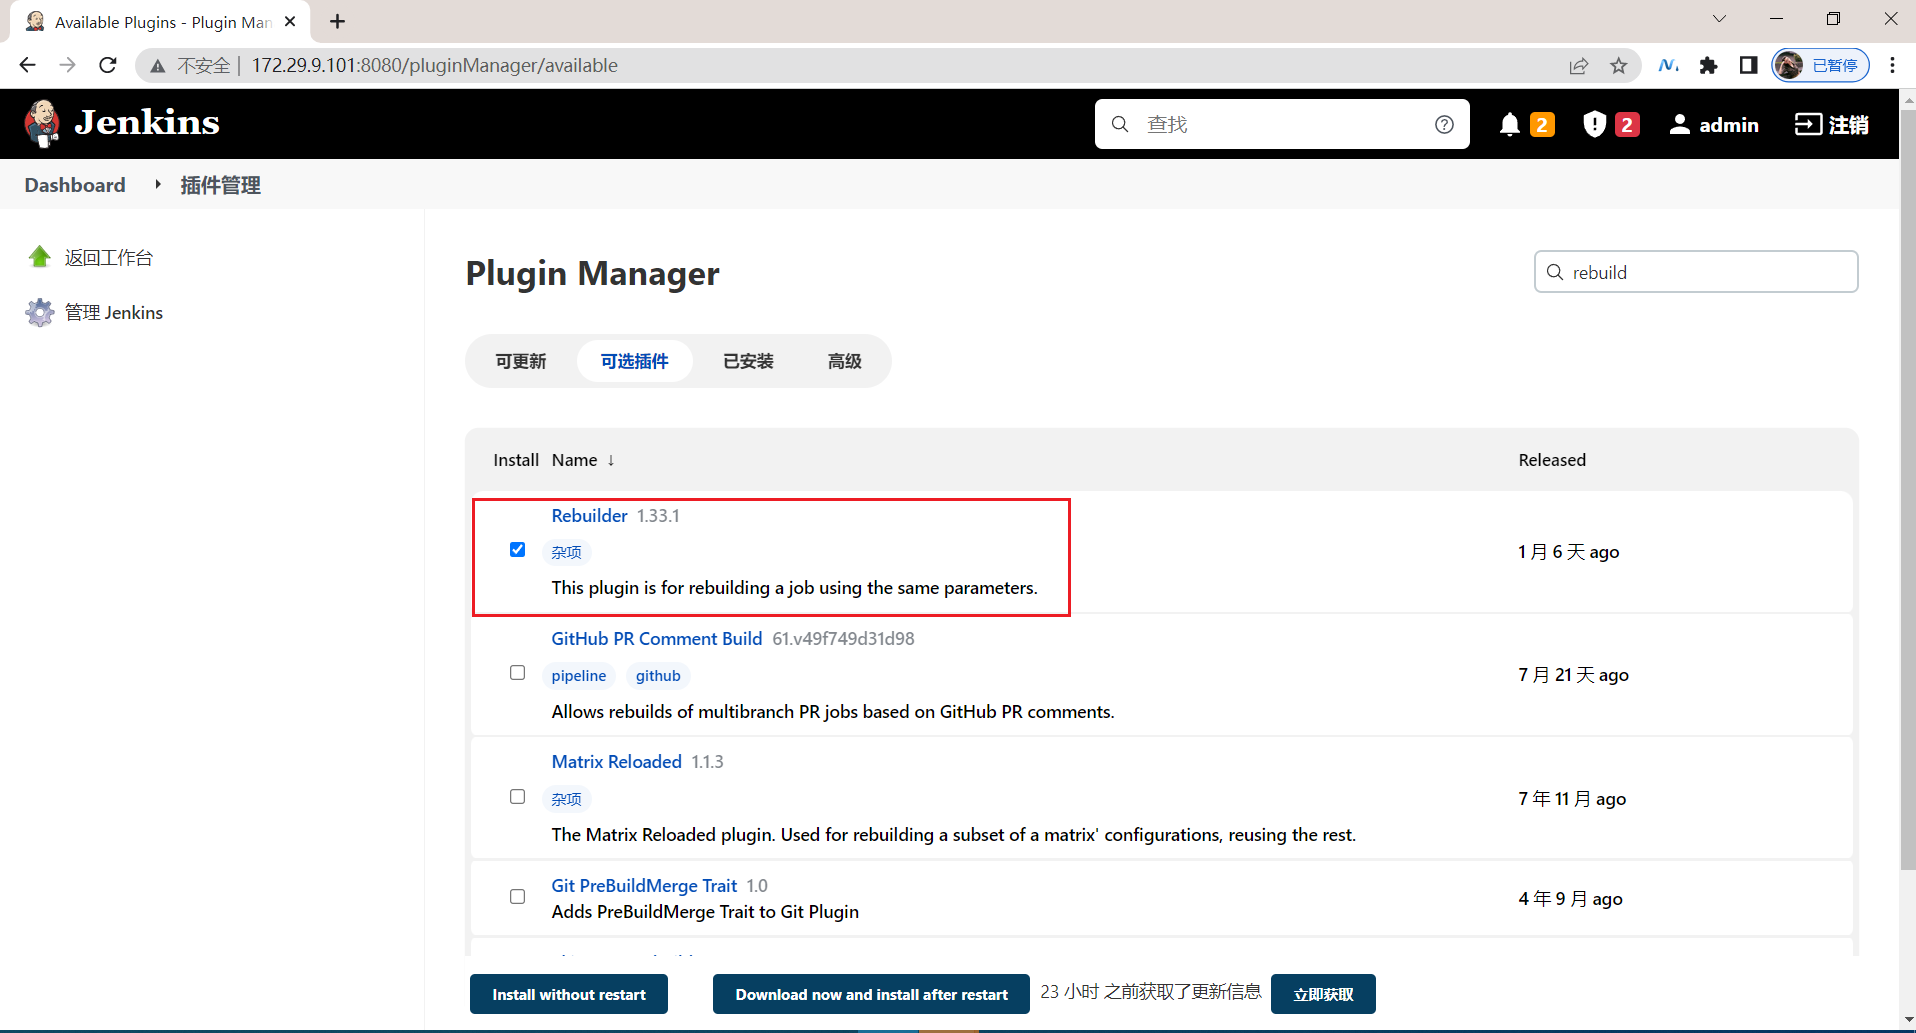 Available Plugins - Plugin Man
不安全 | 172.29.9.101:8080/pluginManager/available
已暂停
Jenkins
查找
2
2
admin
注销
Dashboard
插件管理
返回工作台
管理 Jenkins
Plugin Manager
rebuild
可更新
可选插件
已安装
高级
Install Name ↓ Released
Rebuilder 1.33.1
杂项
1 月 6 天 ago
This plugin is for rebuilding a job using the same parameters.
GitHub PR Comment Build 61.v49f749d31d98
pipeline github
7 月 21 天 ago
Allows rebuilds of multibranch PR jobs based on GitHub PR comments.
Matrix Reloaded 1.1.3
杂项
7 年 11 月 ago
The Matrix Reloaded plugin. Used for rebuilding a subset of a matrix' configurations, reusing the rest.
Git PreBuildMerge Trait 1.0
4 年 9 月 ago
Adds PreBuildMerge Trait to Git Plugin
Install without restart
Download now and install after restart
23 小时 之前获取了更新信息
立即获取